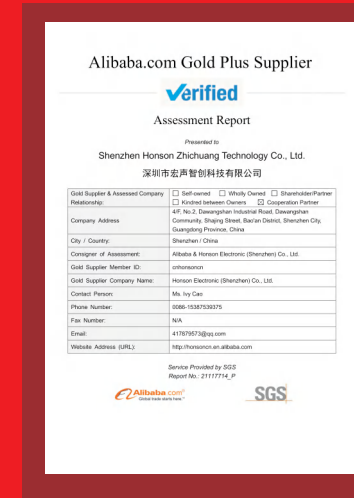 Alibaba.com Gold Plus Supplier
Verified
Assessment Report
Presented to
Shenzhen Honson Zhichuang Technology Co., Ltd.
深圳市宏声智创科技有限公司
Gold Supplier & Assessed Company Relationship: ☐ Self-owned ☐ Wholly Owned ☐ Shareholder/Partner
☐ Kindred between Owners ☒ Cooperation Partner
Company Address 4/F, No.2, Dawangshan Industrial Road, Dawangshan
Community, Shajing Street, Bao'an District, Shenzhen City,
Guangdong Province, China
City / Country: Shenzhen / China
Consigner of Assessment: Alibaba & Honson Electronic (Shenzhen) Co., Ltd.
Gold Supplier Member ID: cnhonsoncn
Gold Supplier Company Name: Honson Electronic (Shenzhen) Co., Ltd.
Contact Person: Ms. Ivy Cao
Phone Number: 0086-15387539375
Fax Number:
Email: 417879573@qq.com
Website Address (URL): http://honsoncn.en.alibaba.com
Service Provided by SGS
Report No.: 21117714_P
Alibaba.com®
Global trade starts here.™
SGS